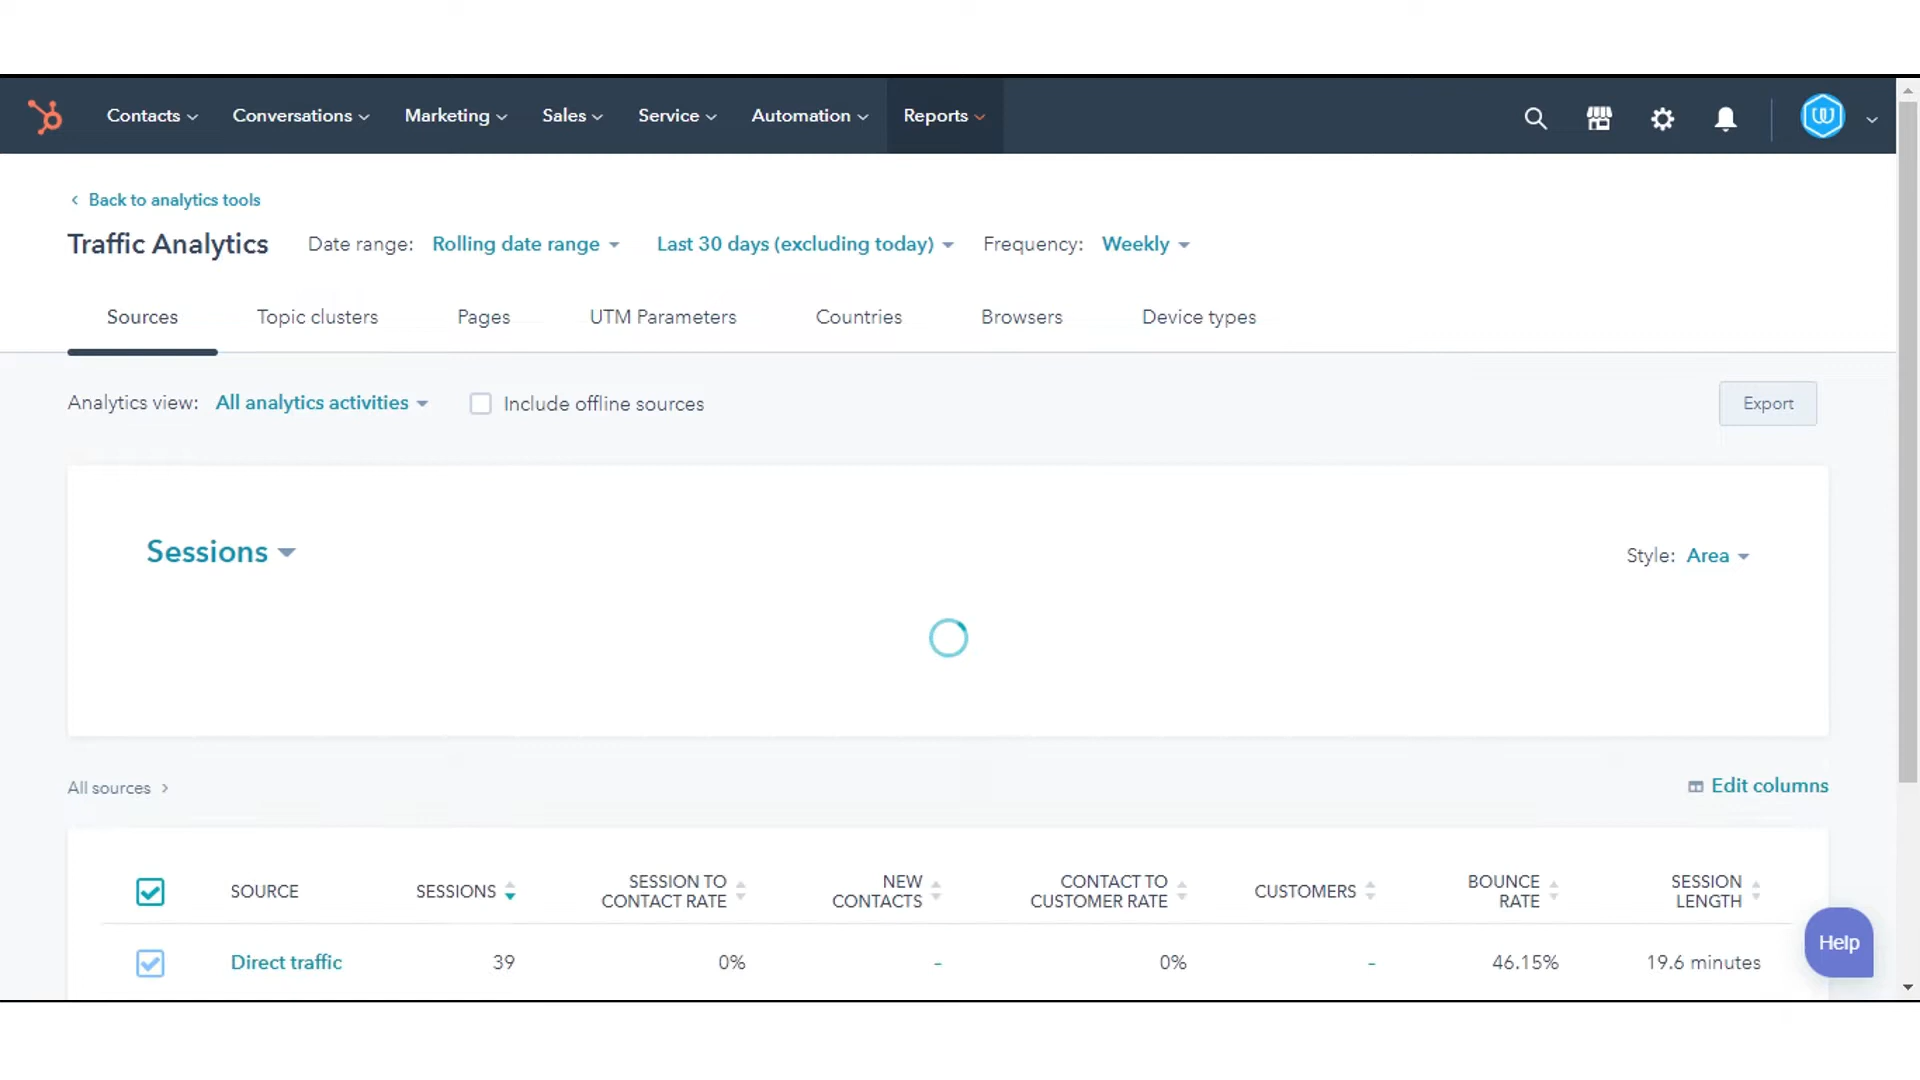 Contacts Conversations Marketing Sales Service Automation Reports
Back to analytics tools
Traffic Analytics Date range: Rolling date range Last 30 days (excluding today) Frequency: Weekly
Sources Topic clusters Pages UTM Parameters Countries Browsers Device types
Analytics view: All analytics activities Include offline sources Export
Sessions Style: Area
All sources Edit columns
SOURCE SESSIONS SESSION TO CONTACT RATE NEW CONTACTS CONTACT TO CUSTOMER RATE CUSTOMERS BOUNCE RATE SESSION LENGTH
Direct traffic 39 0% - 0% - 46.15% 19.6 minutes
Help